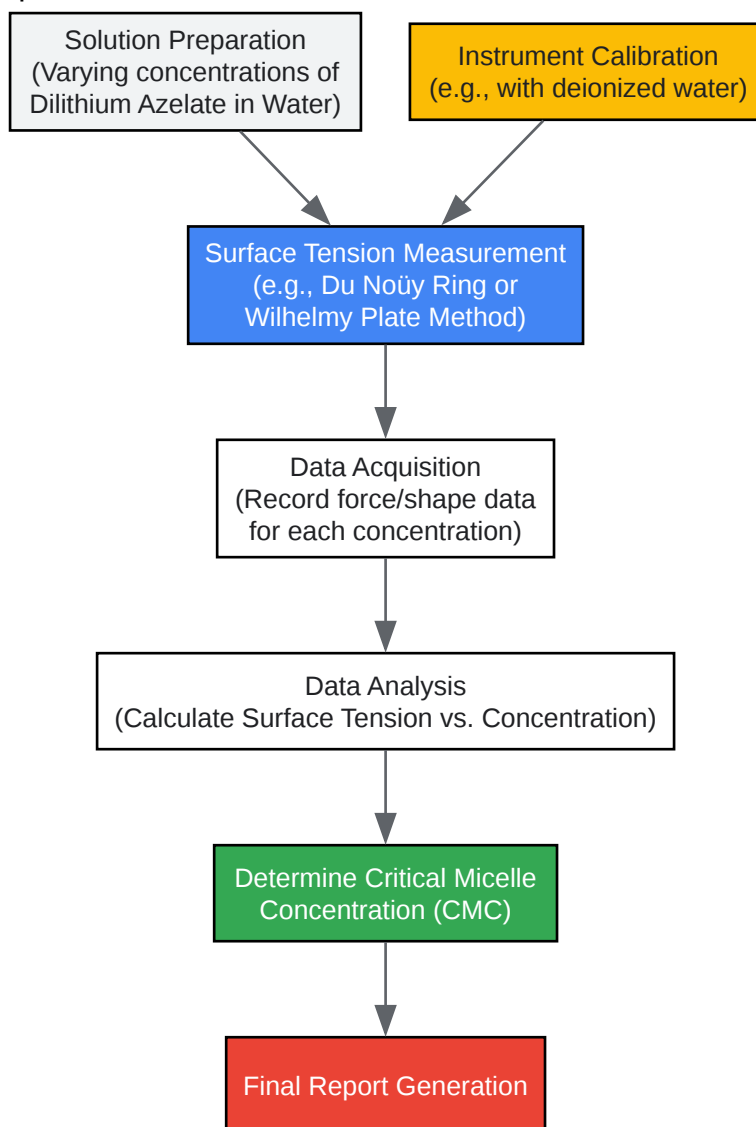 Solution Preparation
(Varying concentrations of
Dilithium Azelate in Water)
Instrument Calibration
(e.g., with deionized water)
Surface Tension Measurement
(e.g., Du Noüy Ring or
Wilhelmy Plate Method)
Data Acquisition
(Record force/shape data
for each concentration)
Data Analysis
(Calculate Surface Tension vs. Concentration)
Determine Critical Micelle
Concentration (CMC)
Final Report Generation